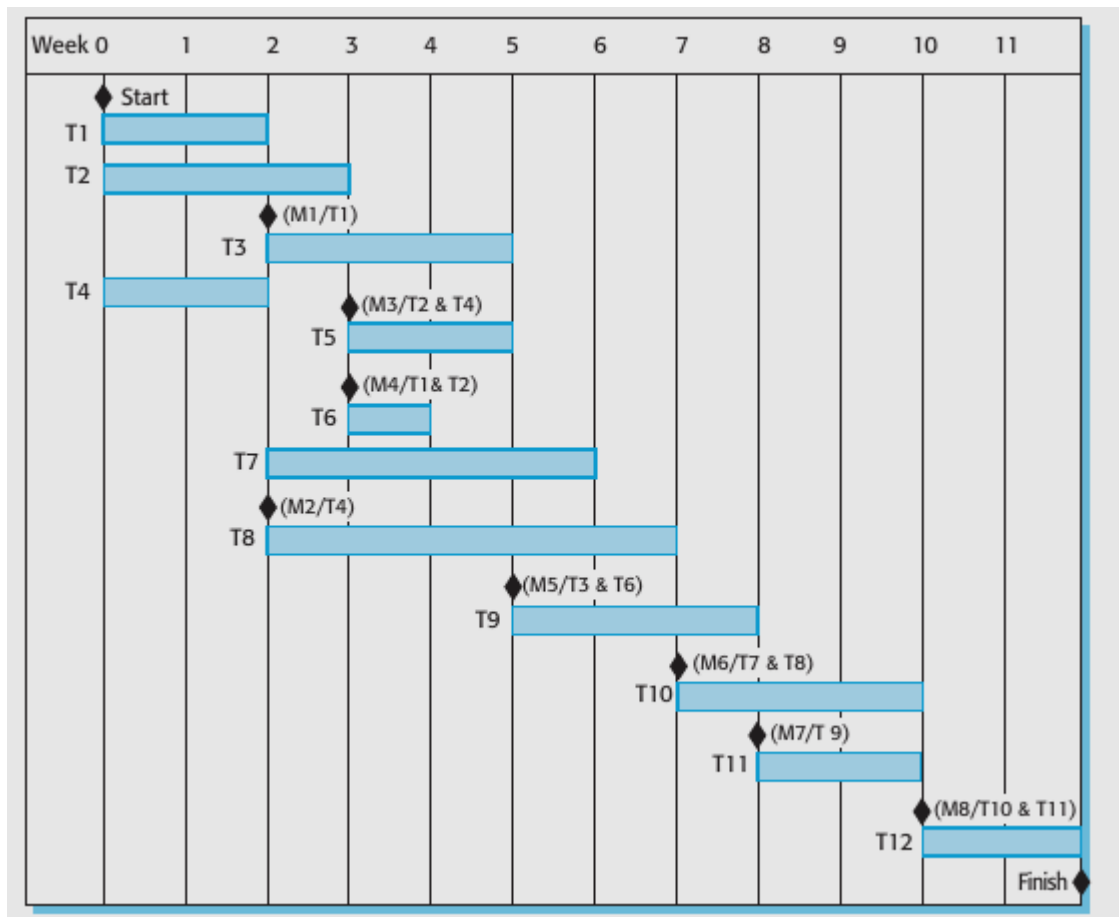 Week 0 1 2 3 4 5 6 7 8 9 10 11
Start
T1
T2
(M1/T1)
T3
T4
(M3/T2 & T4)
T5
(M4/T1& T2)
T6
T7
(M2/T4)
T8
(M5/T3 & T6)
T9
(M6/T7 & T8)
T10
(M7/T 9)
T11
(M8/T10 & T11)
T12
Finish